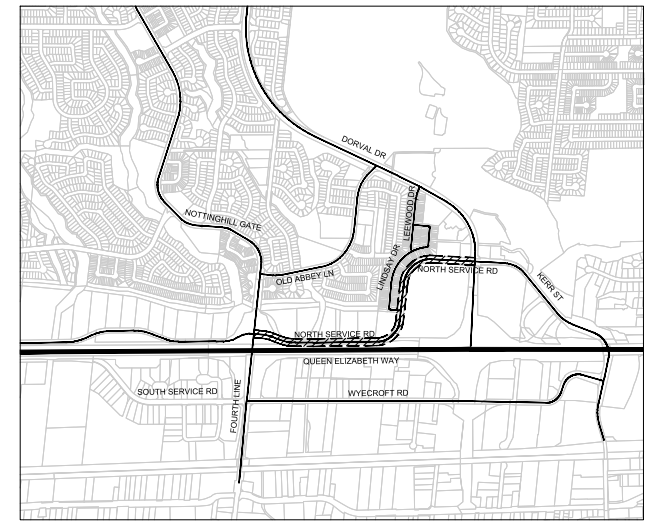 DORVAL DR
LEEWOOD DR
NOTTINGHILL GATE
LINDSAY DR
OLD ABBEY LN
NORTH SERVICE RD
KERR ST
NORTH SERVICE RD
QUEEN ELIZABETH WAY
SOUTH SERVICE RD
WYECROFT RD
FOURTH LINE